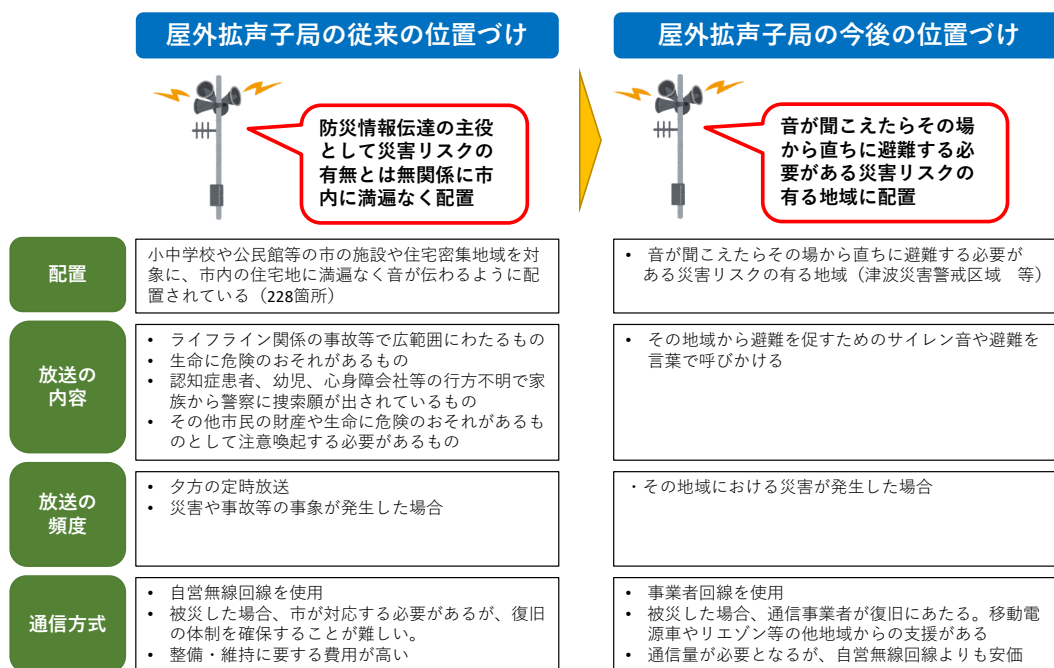 屋外拡声子局の従来の位置づけ
屋外拡声子局の今後の位置づけ
防災情報伝達の主役
として災害リスクの
有無とは無関係に市
内に満遍なく配置
音が聞こえたらその場
から直ちに避難する必
要がある災害リスクの
有る地域に配置
配置
小中学校や公民館等の市の施設や住宅密集地域を対
象に、市内の住宅地に満遍なく音が伝わるように配
置されている（228箇所）
• 音が聞こえたらその場から直ちに避難する必要が
ある災害リスクの有る地域（津波災害警戒区域　等）
放送の
内容
• ライフライン関係の事故等で広範囲にわたるもの
• 生命に危険のおそれがあるもの
• 認知症患者、幼児、心身障会社等の行方不明で家
族から警察に捜索願が出されているもの
• その他市民の財産や生命に危険のおそれがあるも
のとして注意喚起する必要があるもの
• その地域から避難を促すためのサイレン音や避難を
言葉で呼びかける
放送の
頻度
• 夕方の定時放送
• 災害や事故等の事象が発生した場合
・その地域における災害が発生した場合
通信方式
• 自営無線回線を使用
• 被災した場合、市が対応する必要があるが、復旧
の体制を確保することが難しい。
• 整備・維持に要する費用が高い
• 事業者回線を使用
• 被災した場合、通信事業者が復旧にあたる。移動電
源車やリエゾン等の他地域からの支援がある
• 通信量が必要となるが、自営無線回線よりも安価